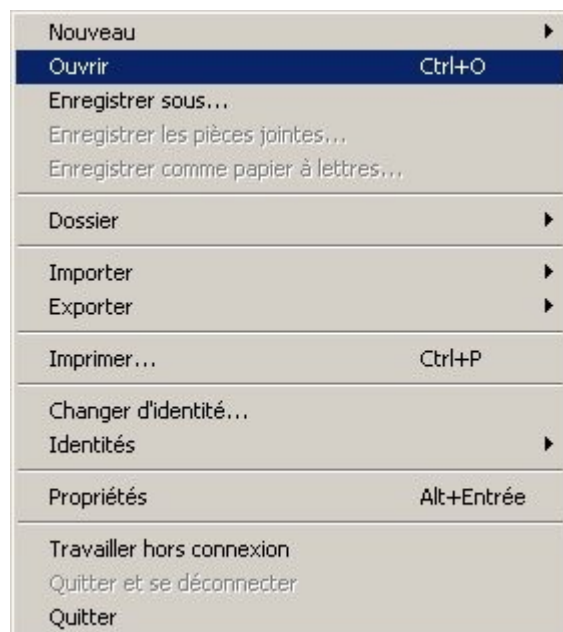 Nouveau
Ouvrir Ctrl+O
Enregistrer sous...
Enregistrer les pièces jointes...
Enregistrer comme papier à lettres...
Dossier
Importer
Exporter
Imprimer... Ctrl+P
Changer d'identité...
Identités
Propriétés Alt+Entrée
Travailler hors connexion
Quitter et se déconnecter
Quitter